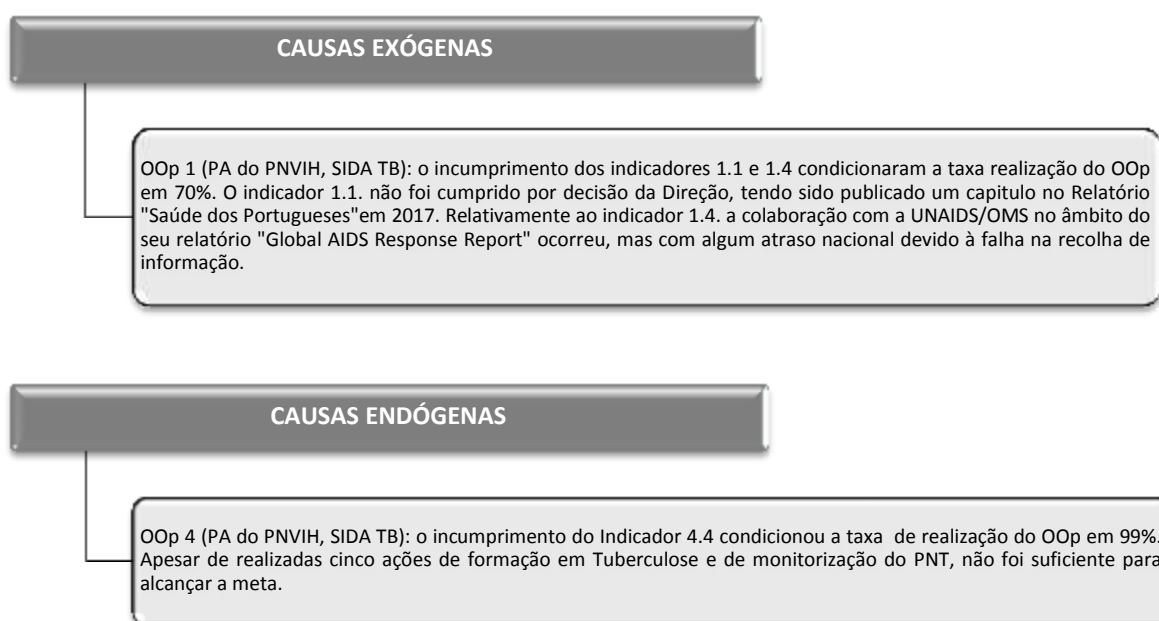 CAUSAS EXÓGENAS
OOp 1 (PA do PNVIH, SIDA TB): o incumprimento dos indicadores 1.1 e 1.4 condicionaram a taxa realização do OOp
em 70%. O indicador 1.1. não foi cumprido por decisão da Direção, tendo sido publicado um capitulo no Relatório
"Saúde dos Portugueses"em 2017. Relativamente ao indicador 1.4. a colaboração com a UNAIDS/OMS no âmbito do
seu relatório "Global AIDS Response Report" ocorreu, mas com algum atraso nacional devido à falha na recolha de
informação.
CAUSAS ENDÓGENAS
OOp 4 (PA do PNVIH, SIDA TB): o incumprimento do Indicador 4.4 condicionou a taxa de realização do OOp em 99%.
Apesar de realizadas cinco ações de formação em Tuberculose e de monitorização do PNT, não foi suficiente para
alcançar a meta.